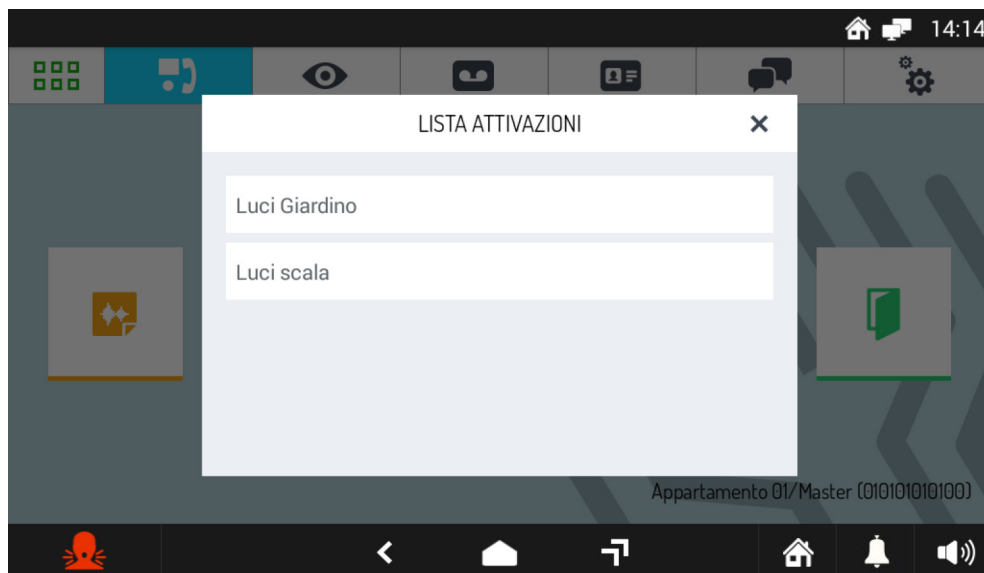 14:14
LISTA ATTIVAZIONI
Luci Giardino
Luci scala
Appartamento 01/Master (010101010100)